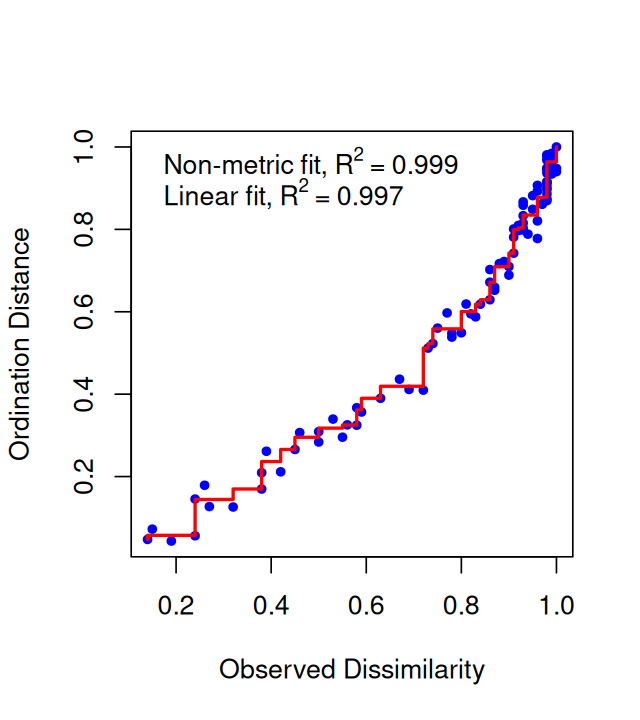 Non-metric fit, R² = 0.999
Linear fit, R² = 0.997
Ordination Distance
1.0
0.8
0.6
0.4
0.2
0.2 0.4 0.6 0.8 1.0
Observed Dissimilarity